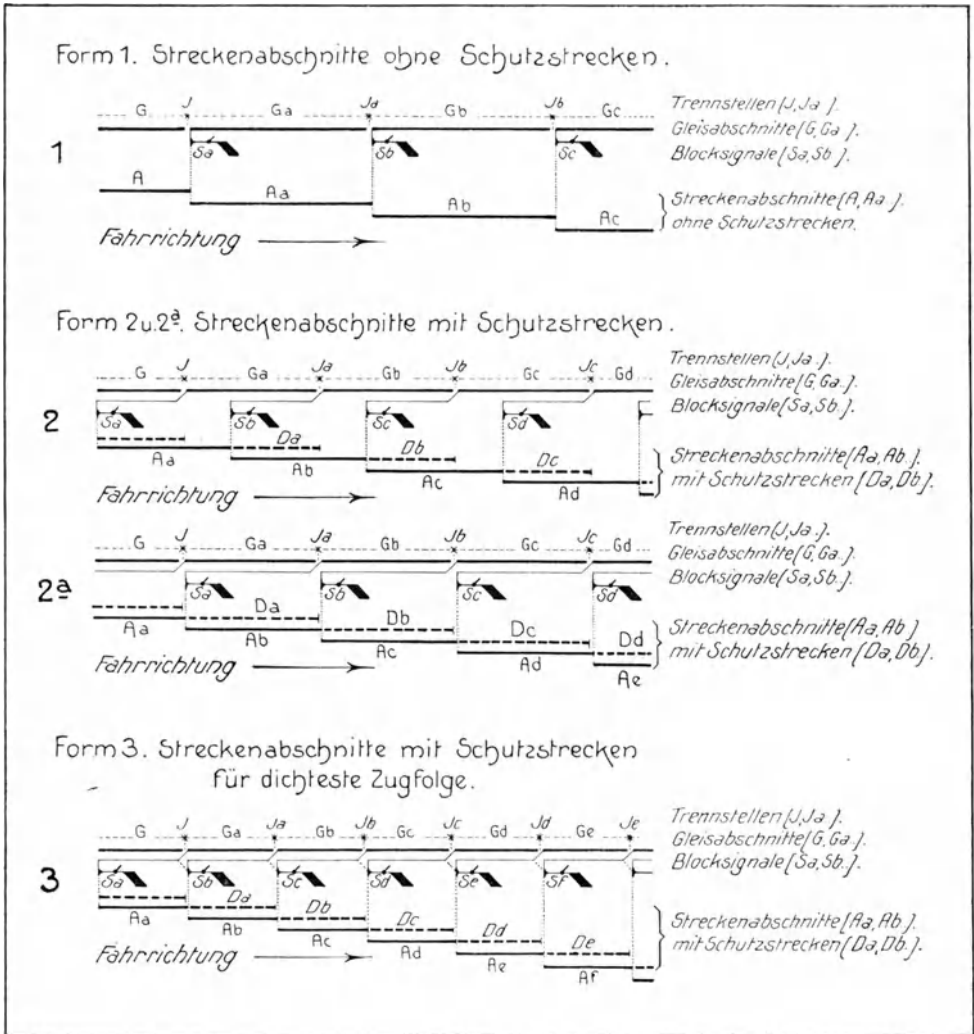 Form 1. Streckenabschnitte ohne Schutzstrecken.
G J Ga Ja Gb Jb Gc
Trennstellen (J, Ja.).
Gleisabschnitte (G, Ga.).
Blocksignale (Sa, Sb.).
1
Sa Sb Sc
A Aa Ab Ac
Streckenabschnitte (A, Aa.).
ohne Schutzstrecken.
Fahrrichtung
Form 2 u. 2a. Streckenabschnitte mit Schutzstrecken.
G J Ga Ja Gb Jb Gc Jc Gd
Trennstellen (J, Ja.).
Gleisabschnitte (G, Ga..).
Blocksignale (Sa, Sb.).
2
Sa Sb Sc Sd
Da Db Dc
Aa Ab Ac Ad
Streckenabschnitte (Aa, Ab.).
mit Schutzstrecken (Da, Db.).
Fahrrichtung
G J Ga Ja Gb Jb Gc Jc Gd
Trennstellen (J, Ja.).
Gleisabschnitte (G, Ga..).
Blocksignale (Sa, Sb..).
2a
Sa Sb Sc Sd
Da Db Dc Dd
Aa Ab Ac Ad Ae
Streckenabschnitte (Aa, Ab)
mit Schutzstrecken (Da, Db.).
Fahrrichtung
Form 3. Streckenabschnitte mit Schutzstrecken
für dichteste Zugfolge.
G J Ga Ja Gb Jb Gc Jc Gd Jd Ge Je
Trennstellen (J, Ja.).
Gleisabschnitte (G, Ga..).
Blocksignale (Sa, Sb.).
3
Sa Sb Sc Sd Se Sf
Da Db Dc Dd De
Aa Ab Ac Ad Ae Af
Streckenabschnitte (Aa, Ab.).
mit Schutzstrecken (Da, Db.).
Fahrrichtung